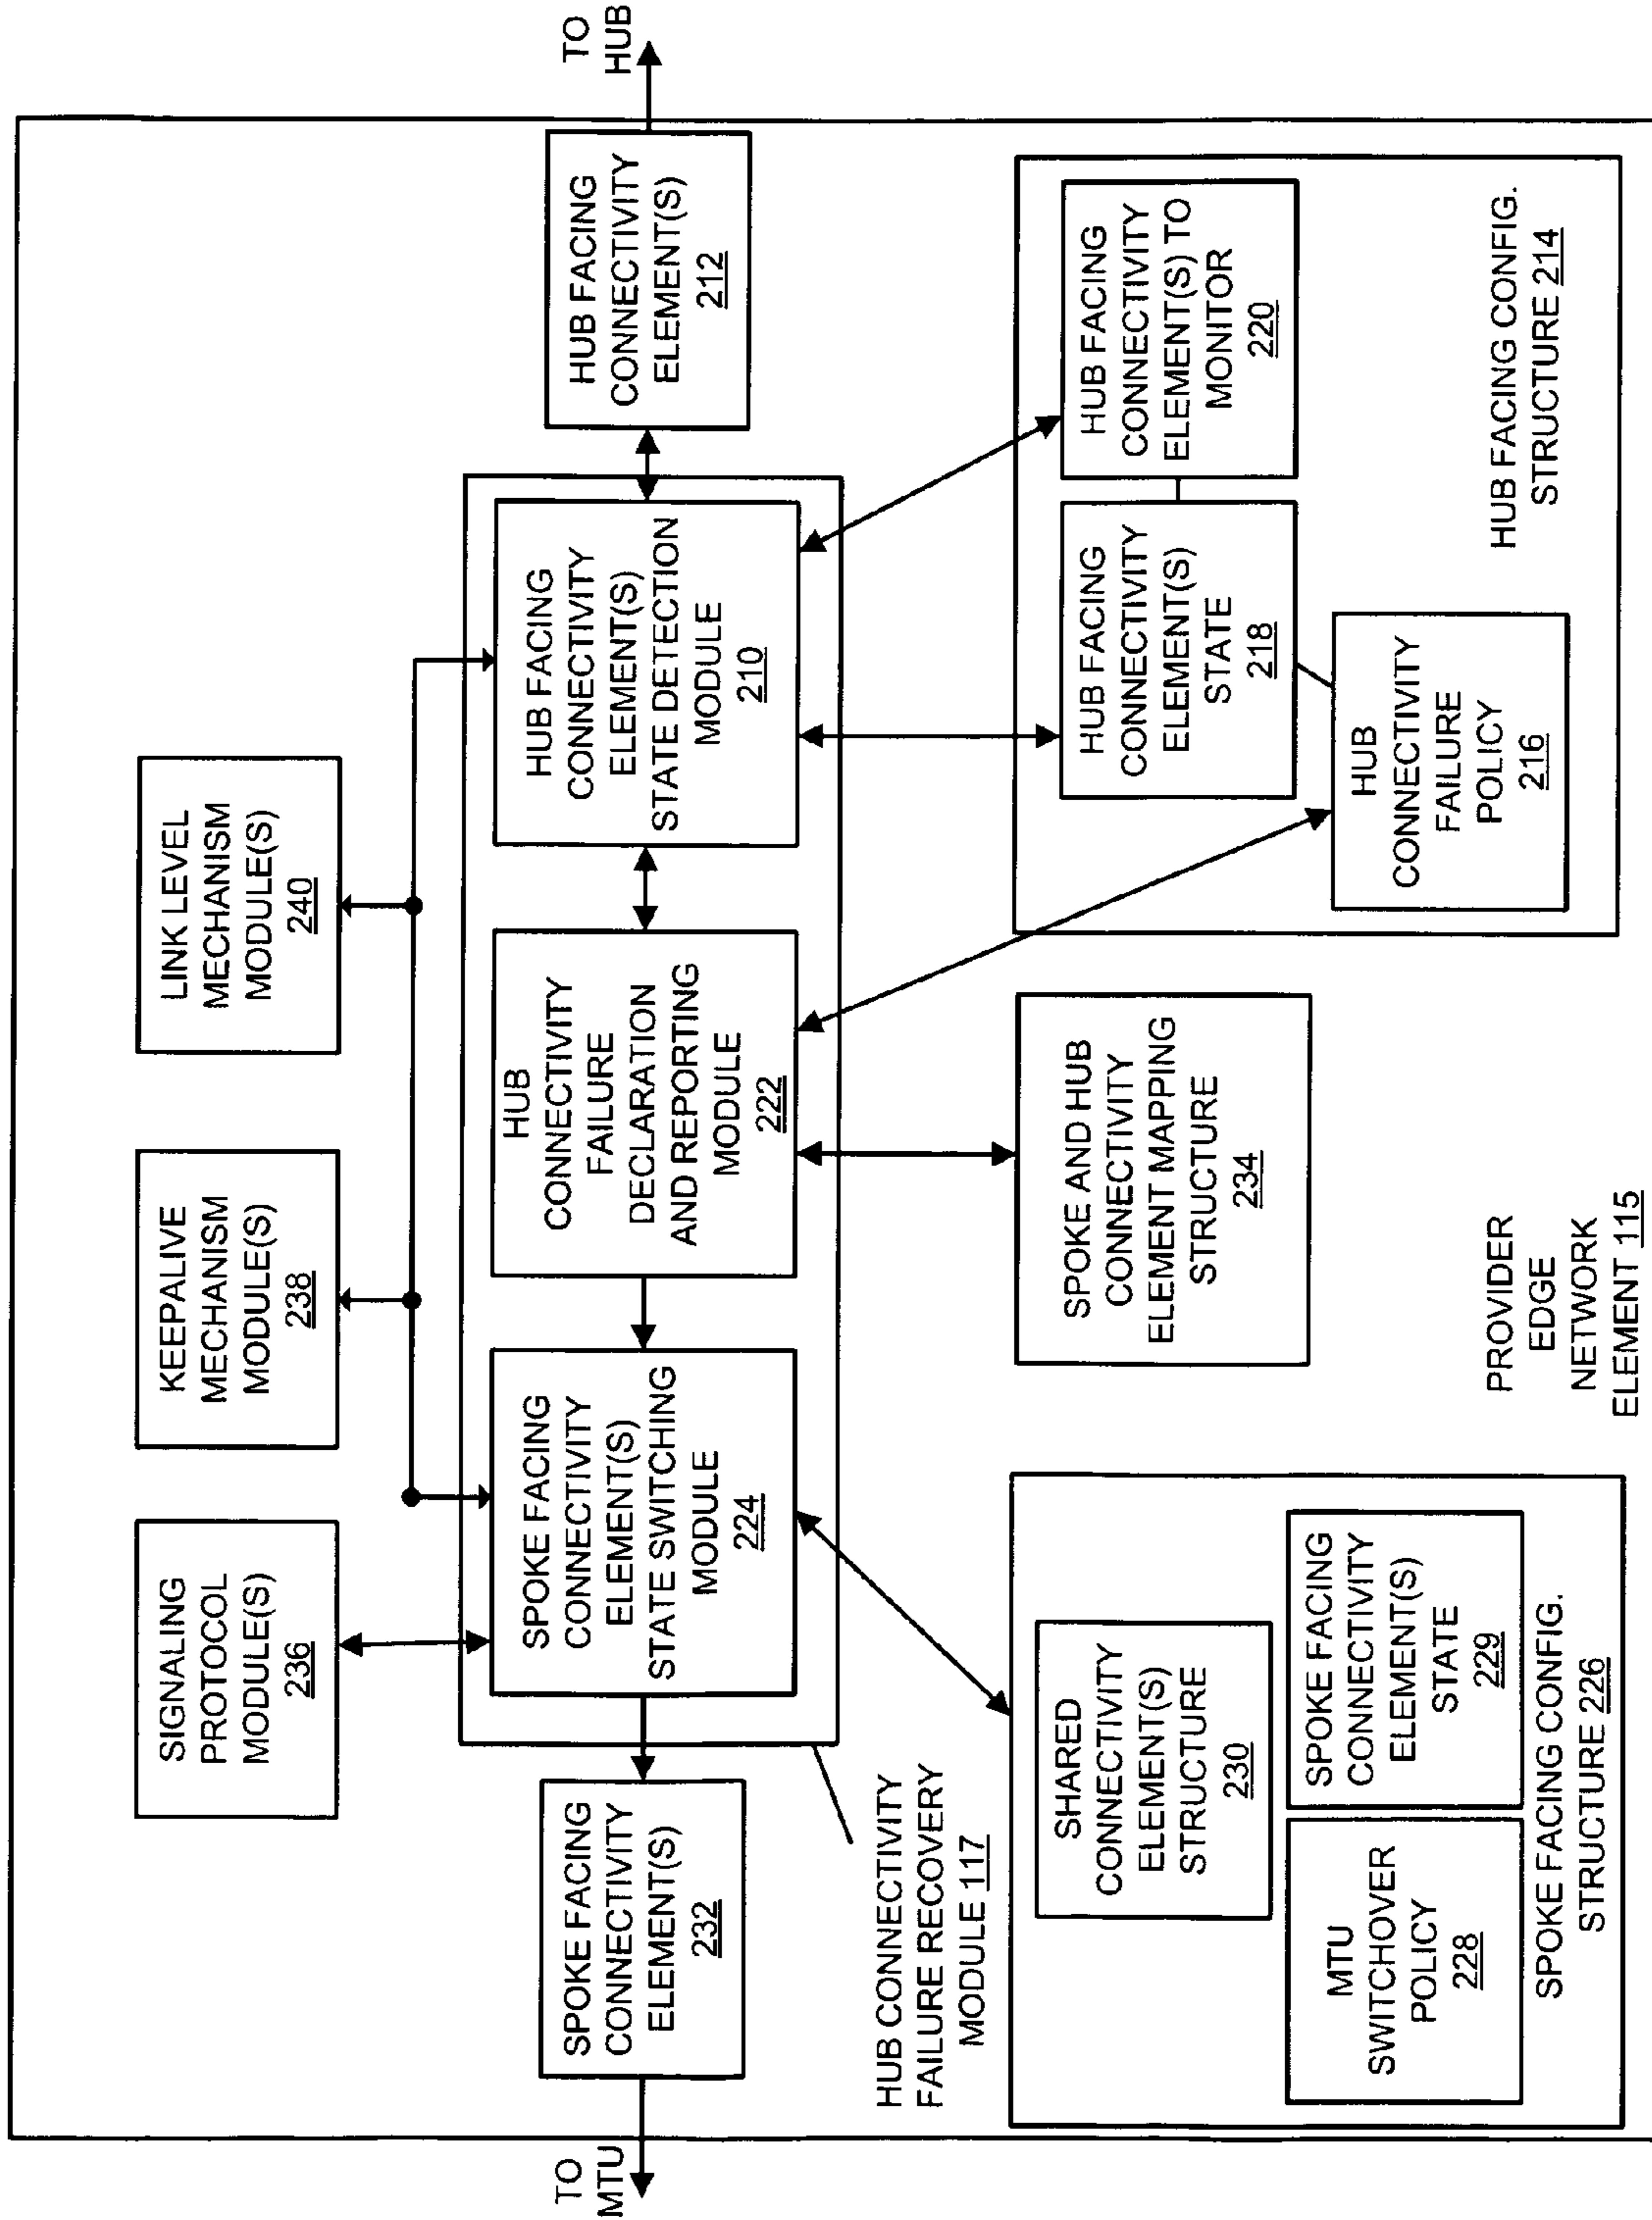 SIGNALING
PROTOCOL
MODULE(S)
236
KEEPALIVE
MECHANISM
MODULE(S)
238
LINK LEVEL
MECHANISM
MODULE(S)
240
TO
MTU
SPOKE FACING
CONNECTIVITY
ELEMENT(S)
232
SPOKE FACING
CONNECTIVITY
ELEMENT(S)
STATE SWITCHING
MODULE
224
HUB
CONNECTIVITY
FAILURE
DECLARATION
AND REPORTING
MODULE
222
HUB FACING
CONNECTIVITY
ELEMENT(S)
STATE DETECTION
MODULE
210
HUB FACING
CONNECTIVITY
ELEMENT(S)
212
TO
HUB
HUB CONNECTIVITY
FAILURE RECOVERY
MODULE 117
SHARED
CONNECTIVITY
ELEMENT(S)
STRUCTURE
230
MTU
SWITCHOVER
POLICY
228
SPOKE FACING
CONNECTIVITY
ELEMENT(S)
STATE
229
SPOKE FACING CONFIG.
STRUCTURE 226
SPOKE AND HUB
CONNECTIVITY
ELEMENT MAPPING
STRUCTURE
234
PROVIDER
EDGE
NETWORK
ELEMENT 115
HUB FACING
CONNECTIVITY
ELEMENT(S)
STATE
218
HUB FACING
CONNECTIVITY
ELEMENT(S) TO
MONITOR
220
HUB
CONNECTIVITY
FAILURE
POLICY
216
HUB FACING CONFIG.
STRUCTURE 214